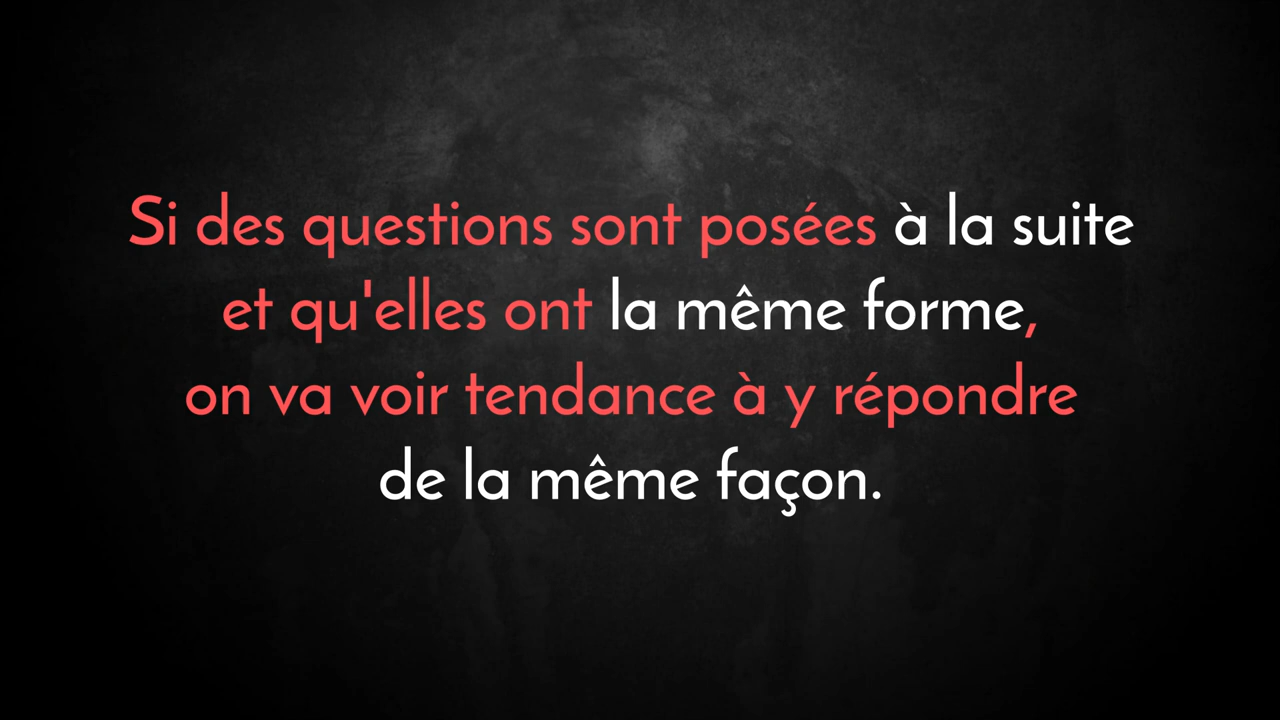 Si des questions sont posées à la suite
et qu'elles ont la même forme,
on va voir tendance à y répondre
de la même façon.